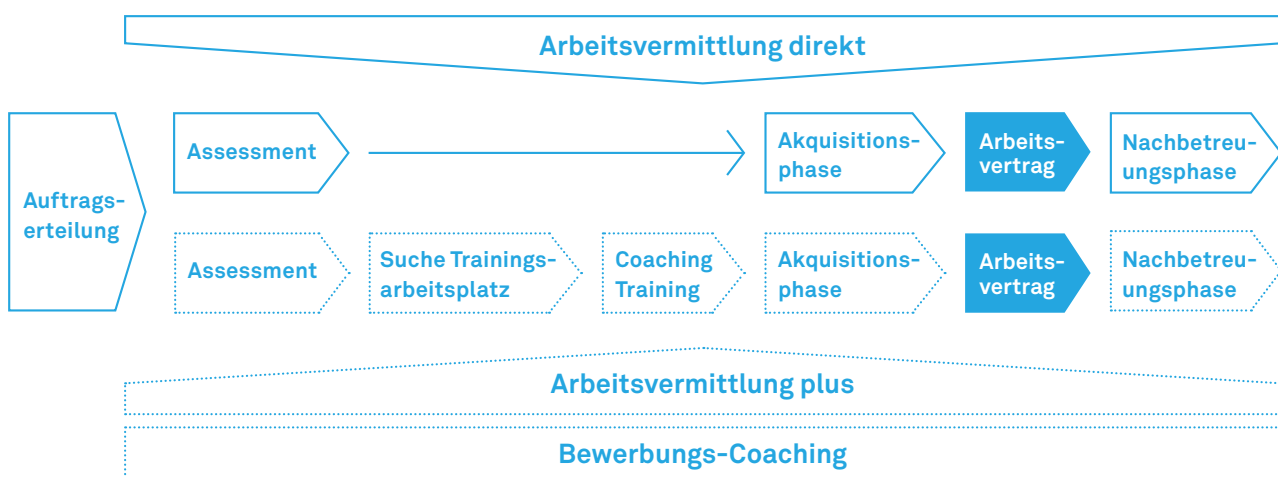 Arbeitsvermittlung direkt
Auftrags-
erteilung
Assessment
Akquisitions-
phase
Arbeits-
vertrag
Nachbetreu-
ungsphase
Assessment
Suche Trainings-
arbeitsplatz
Coaching
Training
Akquisitions-
phase
Arbeits-
vertrag
Nachbetreu-
ungsphase
Arbeitsvermittlung plus
Bewerbungs-Coaching